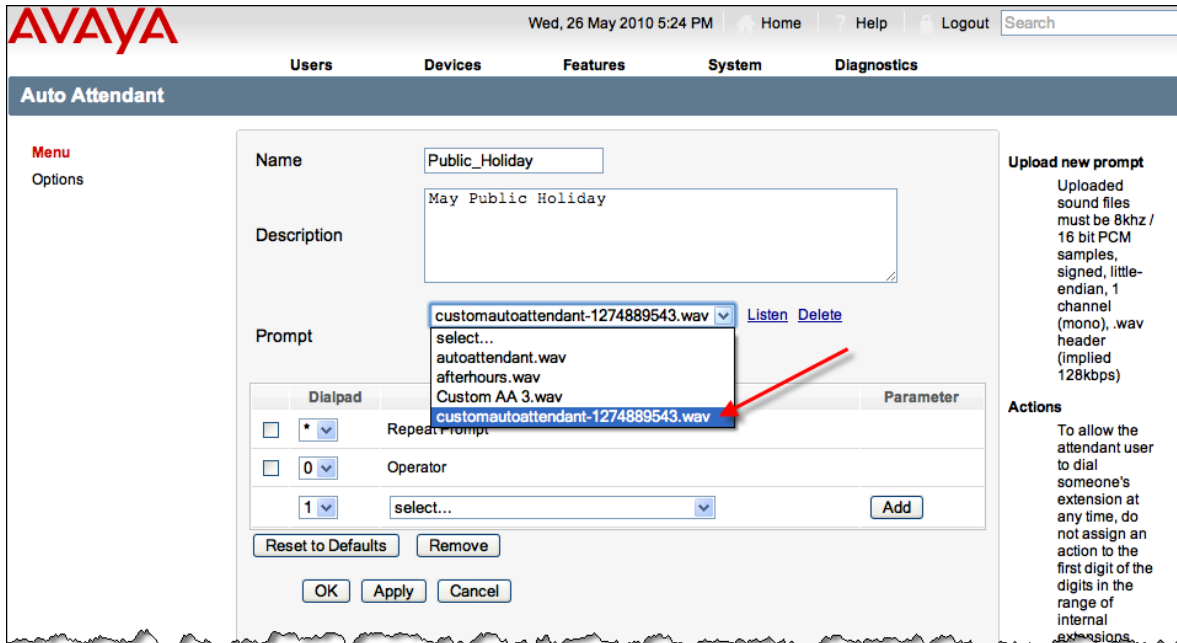 AVAYA
Wed, 26 May 2010 5:24 PM
Home
? Help
Logout
Search
Users
Devices
Features
System
Diagnostics
Auto Attendant
Menu
Options
Name
Public_Holiday
Description
May Public Holiday
Prompt
customautoattendant-1274889543.wav
Listen
Delete
select...
autoattendant.wav
afterhours.wav
Custom AA 3.wav
customautoattendant-1274889543.wav
Dialpad
Parameter
*
Repeat Prompt
0
Operator
1
select...
Add
Reset to Defaults
Remove
OK
Apply
Cancel
Upload new prompt
Uploaded
sound files
must be 8khz /
16 bit PCM
samples,
signed, little-
endian, 1
channel
(mono), .wav
header
(implied
128kbps)
Actions
To allow the
attendant user
to dial
someone's
extension at
any time, do
not assign an
action to the
first digit of the
digits in the
range of
internal
extensions